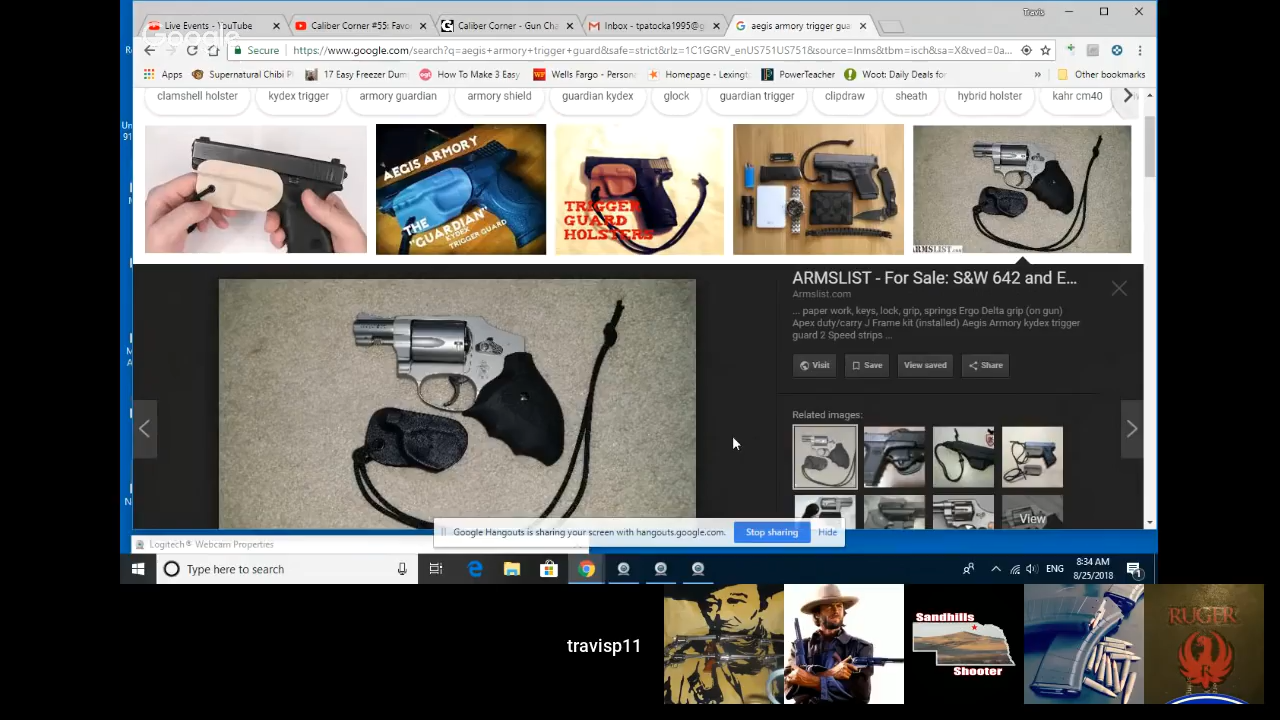 Travis
Live Events - YouTube
Caliber Corner #55: Favo
Caliber Corner - Gun Cha
Inbox - tpatocka1995@g
aegis armory trigger gua
Google
Secure
https://www.google.com/search?q=aegis+armory+trigger+guard&safe=strict&rlz=1C1GGRV_enUS751US751&source=lnms&tbm=isch&sa=X&ved=0a...
Apps
Supernatural Chibi P
17 Easy Freezer Dum
How To Make 3 Easy
Wells Fargo - Person
Homepage - Lexingt
PowerTeacher
Woot: Daily Deals for
»
Other bookmarks
clamshell holster
kydex trigger
armory guardian
armory shield
guardian kydex
glock
guardian trigger
clipdraw
sheath
hybrid holster
kahr cm40
AEGIS ARMORY
THE
"GUARDIAN"
KYDEX
TRIGGER GUARD
TRIGGER
GUARD
HOLSTERS
ARMSLIST.com
ARMSLIST - For Sale: S&W 642 and E...
Armslist.com
... paper work, keys, lock, grip, springs Ergo Delta grip (on gun)
Apex duty/carry J Frame kit (installed) Aegis Armory kydex trigger
guard 2 Speed strips ...
Visit
Save
View saved
Share
Related images:
View
Google Hangouts is sharing your screen with hangouts.google.com.
Stop sharing
Hide
Logitech® Webcam Properties
Type here to search
ENG
8:34 AM
8/25/2018
1
travisp11
Sandhills
Shooter
RUGER